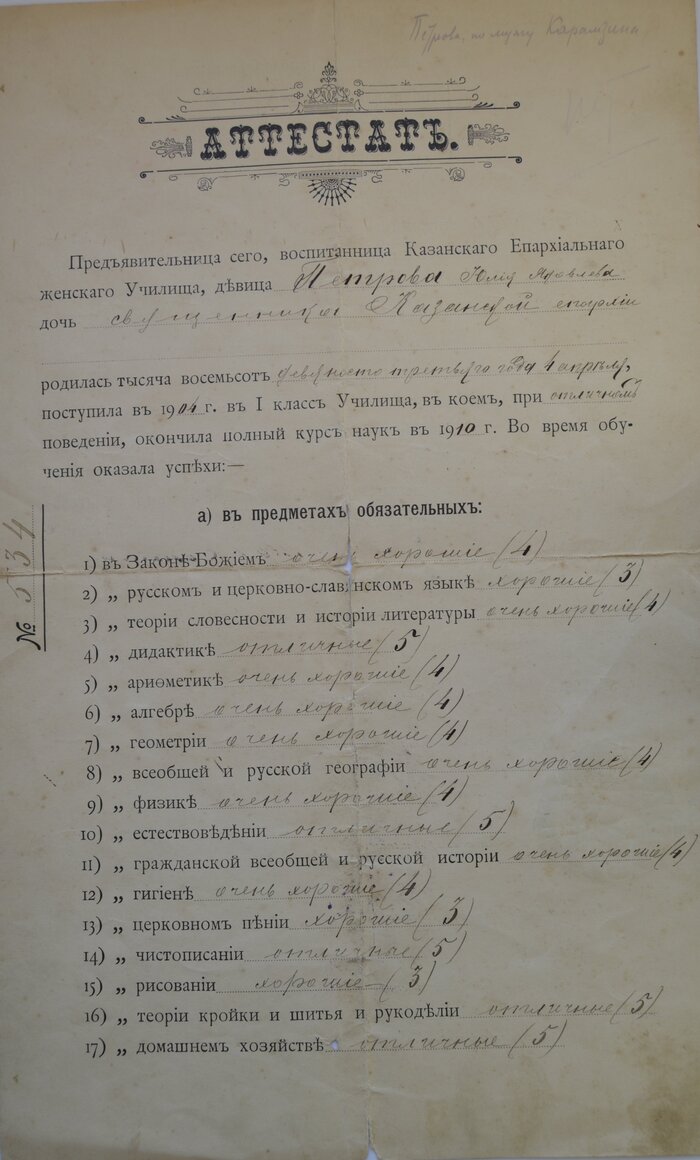 Петрова, по мужу Карамзина
АТТЕСТАТЪ.
Предъявительница сего, воспитанница Казанскаго Епархіальнаго
женскаго Училища, дѣвица Петрова Юлія Яковлева
дочь священника Казанской епархіи
родилась тысяча восемьсотъ девяносто третьяго года 4 апрѣля,
поступила въ 1904 г. въ I классъ Училища, въ коемъ, при отличномъ
поведеніи, окончила полный курсъ наукъ въ 1910 г. Во время обу-
ченія оказала успѣхи:—
№ 534
а) въ предметахъ обязательныхъ:
1) въ Законѣ Божіемъ очень хорошіе (4)
2) „ русскомъ и церковно-славянскомъ языкѣ хорошіе (3)
3) „ теоріи словесности и исторіи литературы очень хорошіе (4)
4) „ дидактикѣ отличные (5)
5) „ ариѳметикѣ очень хорошіе (4)
6) „ алгебрѣ очень хорошіе (4)
7) „ геометріи очень хорошіе (4)
8) „ всеобщей и русской географіи очень хорошіе (4)
9) „ физикѣ очень хорошіе (4)
10) „ естествовѣдѣніи отличные (5)
11) „ гражданской всеобщей и русской исторіи очень хорошіе (4)
12) „ гигіенѣ очень хорошіе (4)
13) „ церковномъ пѣніи хорошіе (3)
14) „ чистописаніи отличные (5)
15) „ рисованіи хорошіе (3)
16) „ теоріи кройки и шитья и рукодѣліи отличные (5)
17) „ домашнемъ хозяйствѣ отличные (5)